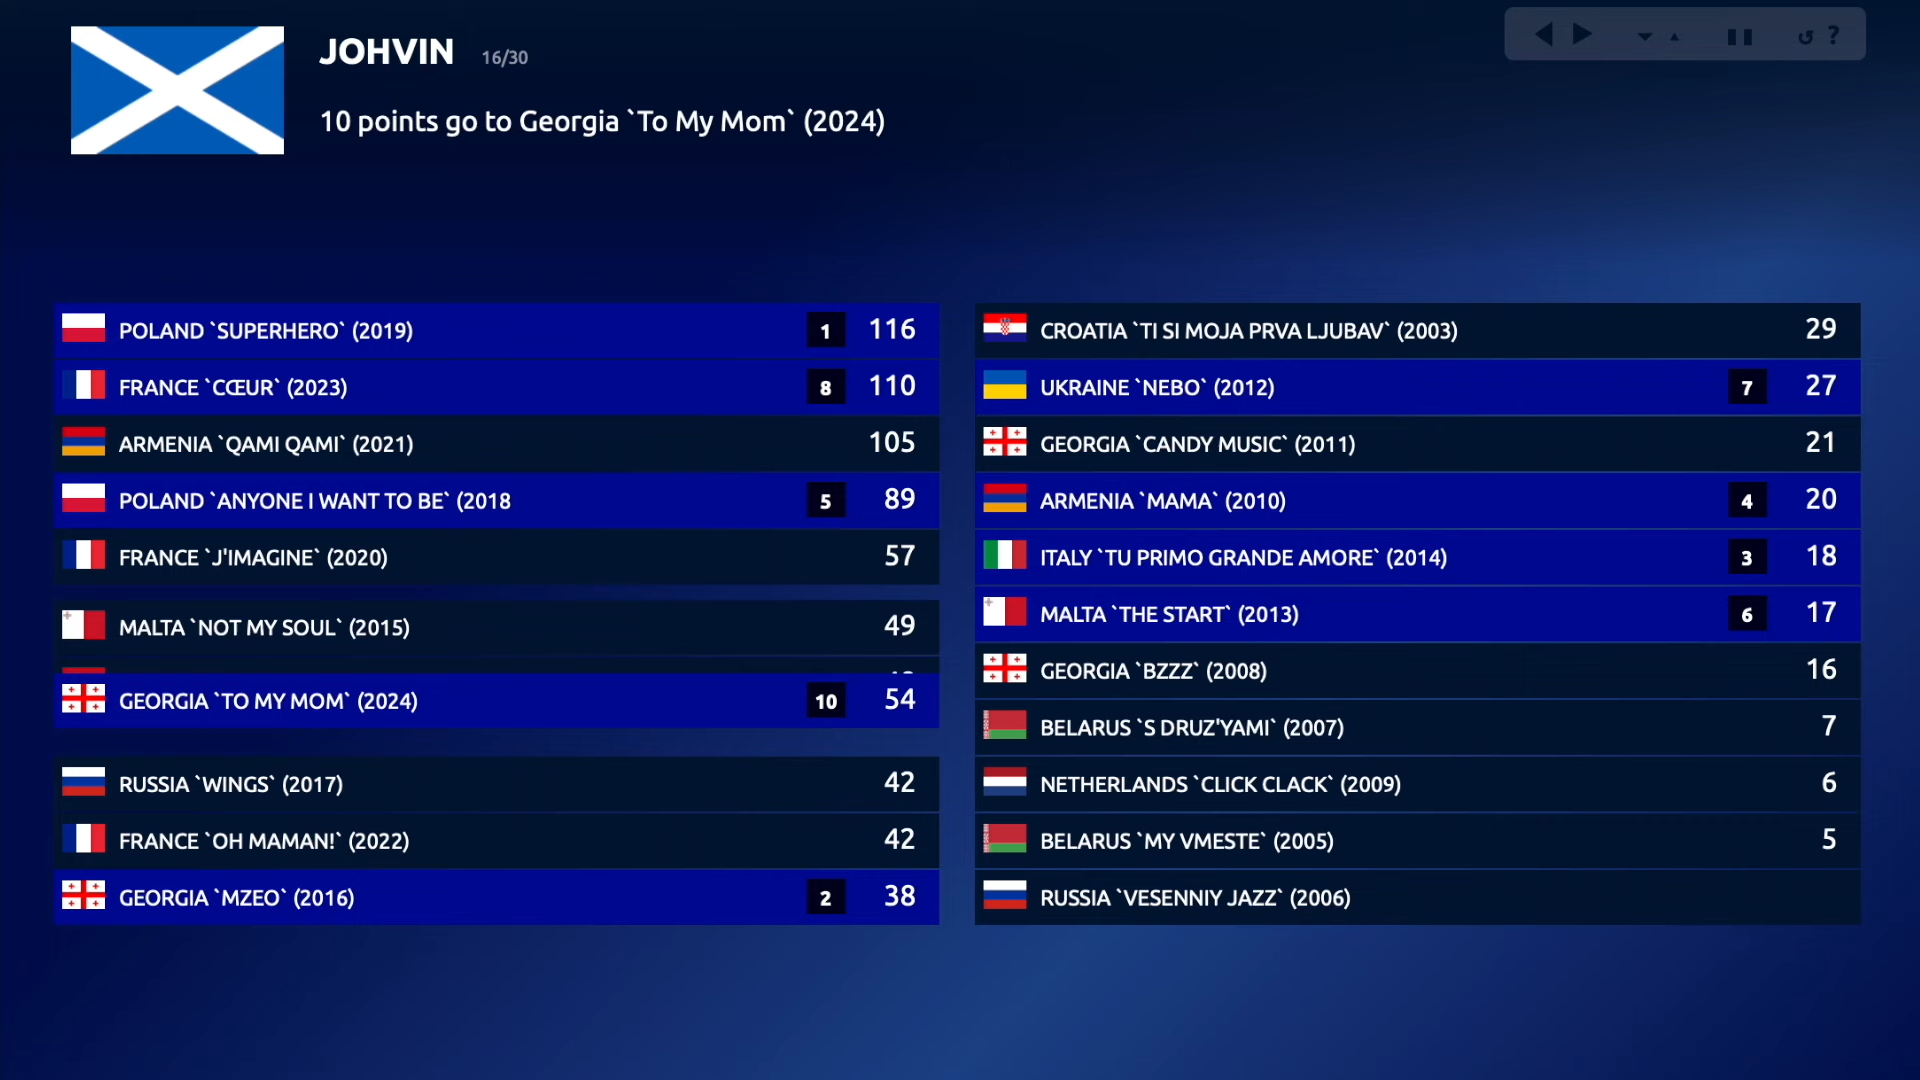 JOHVIN 16/30
10 points go to Georgia `To My Mom` (2024)
?
POLAND `SUPERHERO` (2019) 1 116
FRANCE `CŒUR` (2023) 8 110
ARMENIA `QAMI QAMI` (2021) 105
POLAND `ANYONE I WANT TO BE` (2018 5 89
FRANCE `J'IMAGINE` (2020) 57
MALTA `NOT MY SOUL` (2015) 49
GEORGIA `TO MY MOM` (2024) 10 54
RUSSIA `WINGS` (2017) 42
FRANCE `OH MAMAN!` (2022) 42
GEORGIA `MZEO` (2016) 2 38
CROATIA `TI SI MOJA PRVA LJUBAV` (2003) 29
UKRAINE `NEBO` (2012) 7 27
GEORGIA `CANDY MUSIC` (2011) 21
ARMENIA `MAMA` (2010) 4 20
ITALY `TU PRIMO GRANDE AMORE` (2014) 3 18
MALTA `THE START` (2013) 6 17
GEORGIA `BZZZ` (2008) 16
BELARUS `S DRUZ'YAMI` (2007) 7
NETHERLANDS `CLICK CLACK` (2009) 6
BELARUS `MY VMESTE` (2005) 5
RUSSIA `VESENNIY JAZZ` (2006)